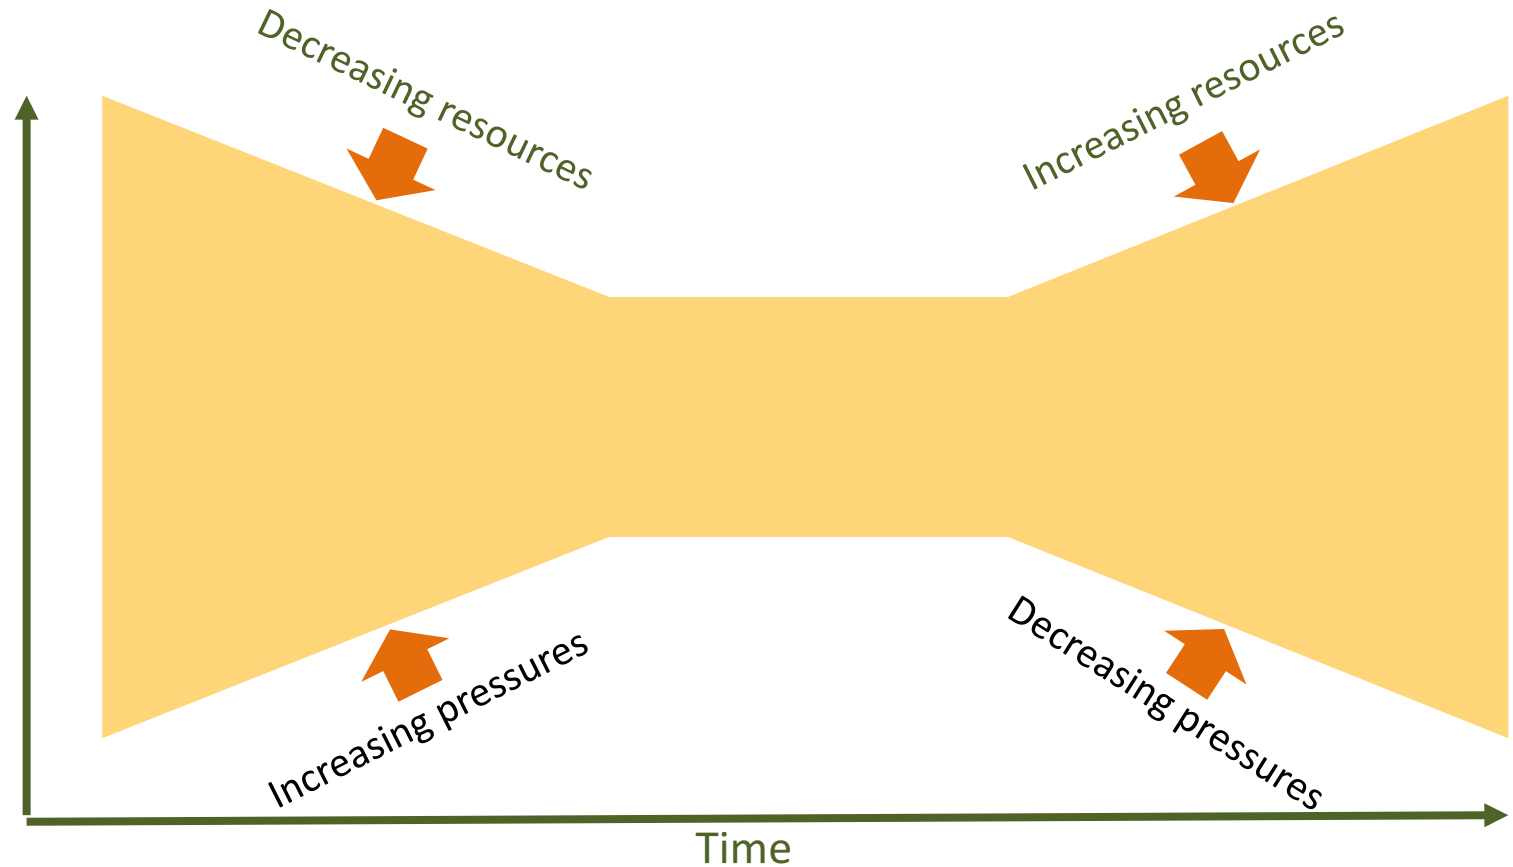 Decreasing resources
Increasing resources
Increasing pressures
Decreasing pressures
Time